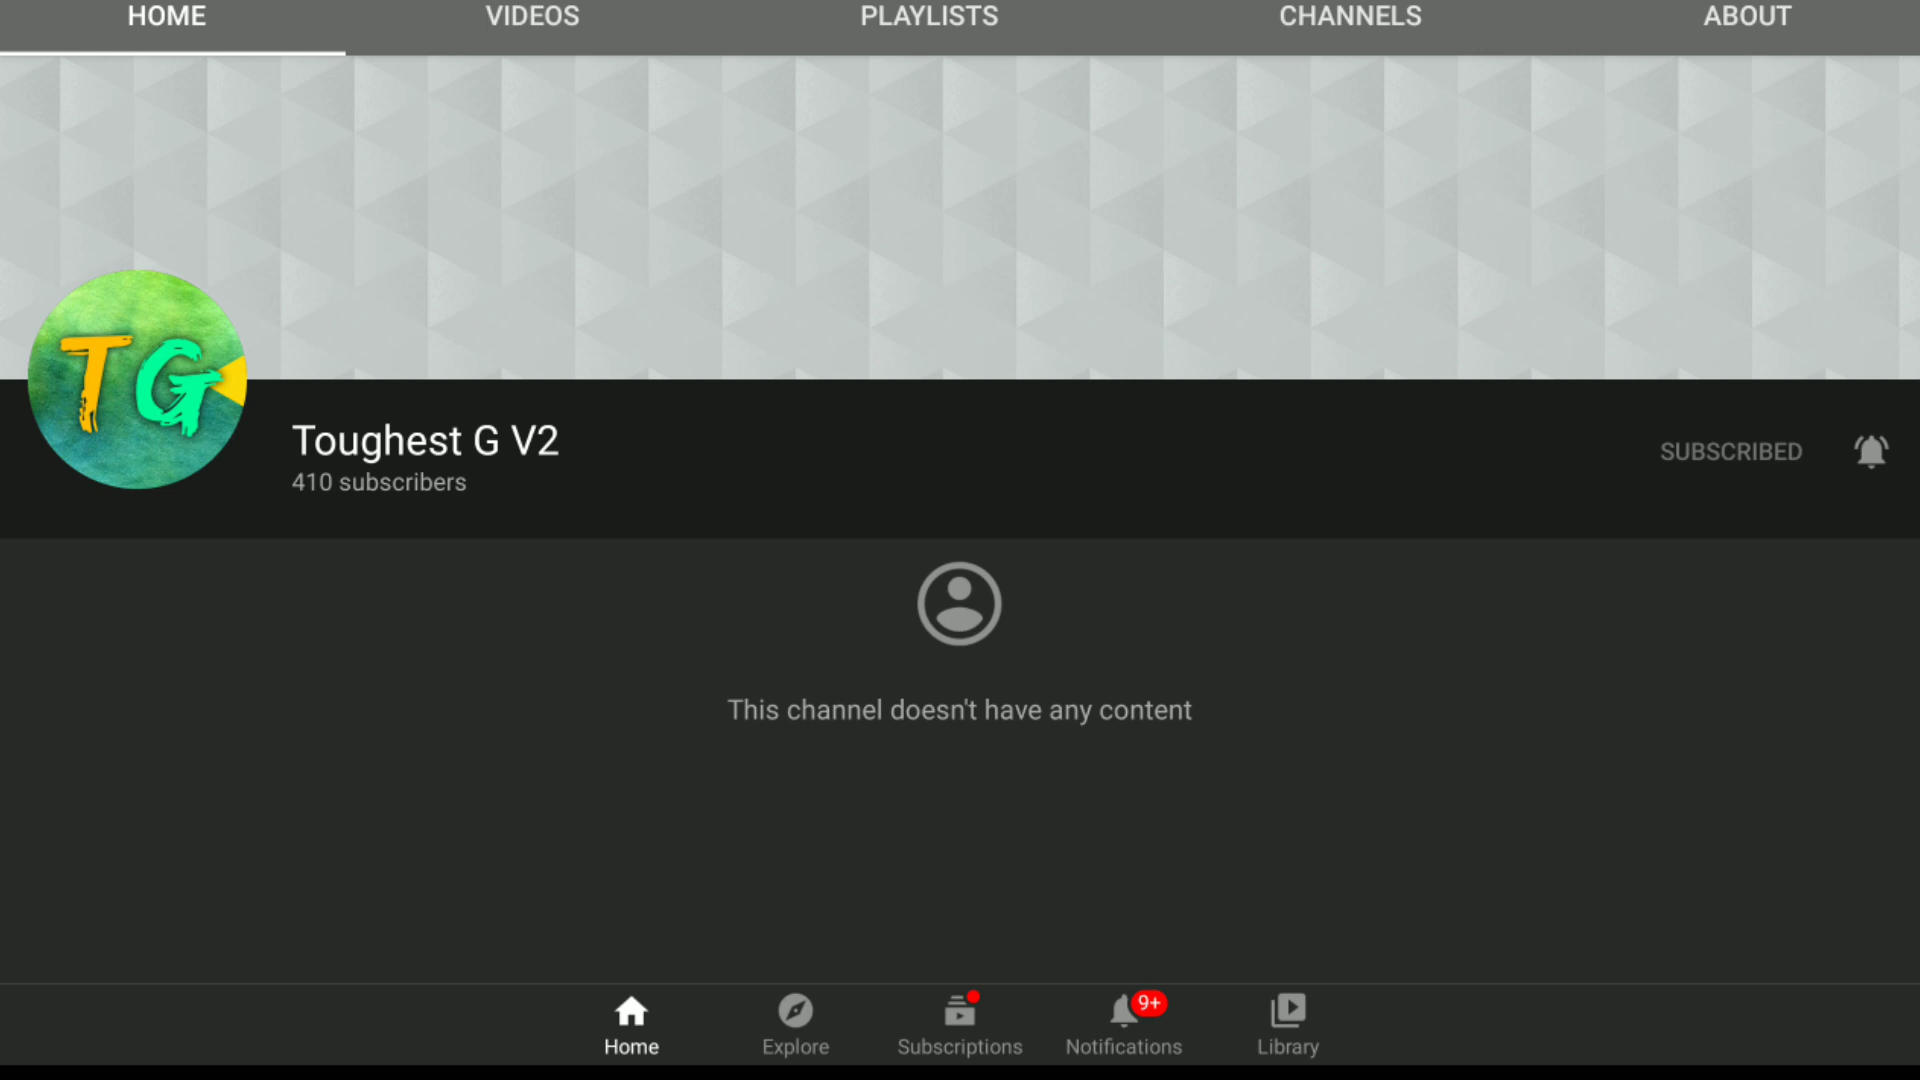 HOME VIDEOS PLAYLISTS CHANNELS ABOUT
TG
Toughest G V2
410 subscribers
SUBSCRIBED
This channel doesn't have any content
9+
Home Explore Subscriptions Notifications Library